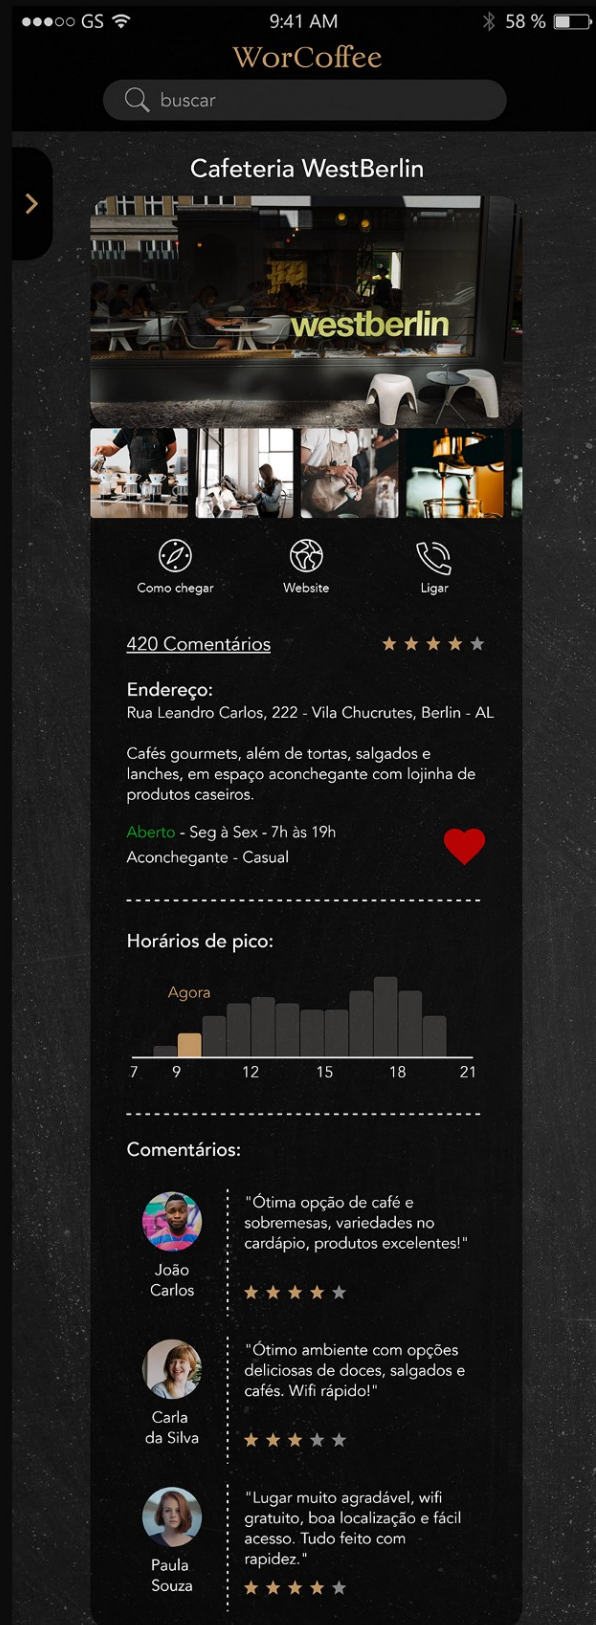 GS 9:41 AM 58 %
WorCoffee
buscar
Cafeteria WestBerlin
westberlin
Como chegar Website Ligar
420 Comentários
Endereço:
Rua Leandro Carlos, 222 - Vila Chucrutes, Berlin - AL
Cafés gourmets, além de tortas, salgados e
lanches, em espaço aconchegante com lojinha de
produtos caseiros.
Aberto - Seg à Sex - 7h às 19h
Aconchegante - Casual
Horários de pico:
Agora
7 9 12 15 18 21
Comentários:
"Ótima opção de café e
sobremesas, variedades no
cardápio, produtos excelentes!"
João
Carlos
"Ótimo ambiente com opções
deliciosas de doces, salgados e
cafés. Wifi rápido!"
Carla
da Silva
"Lugar muito agradável, wifi
gratuito, boa localização e fácil
acesso. Tudo feito com
rapidez."
Paula
Souza